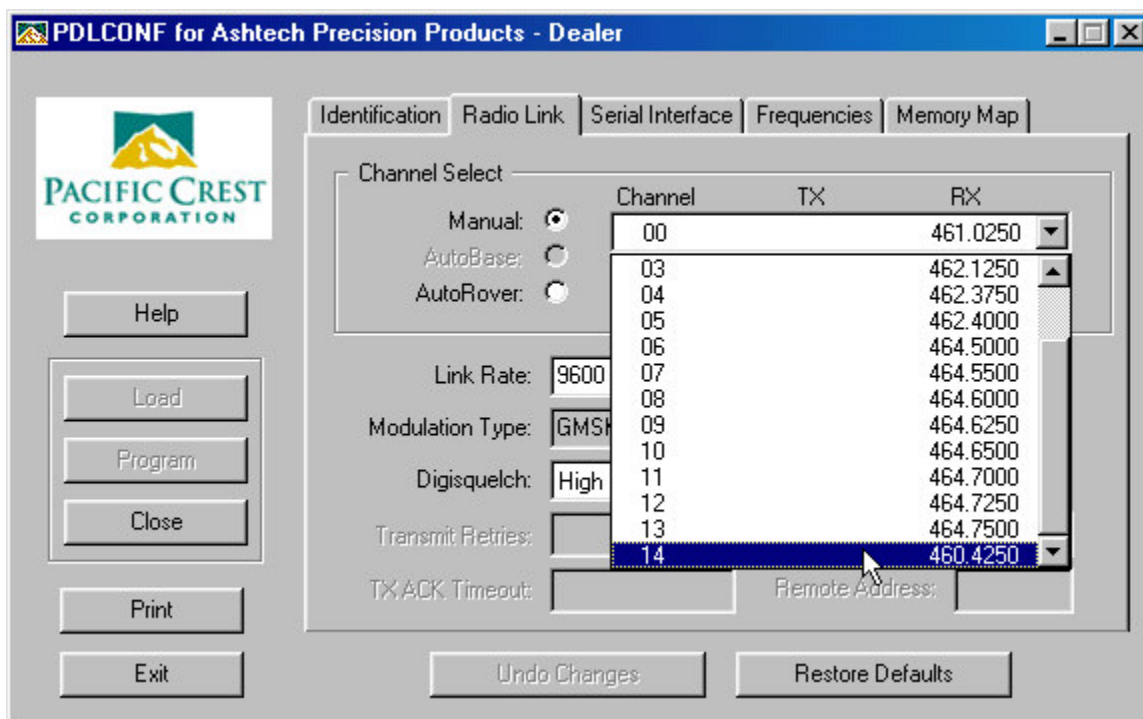 PDLCONF for Ashtech Precision Products - Dealer
PACIFIC CREST
CORPORATION
Identification Radio Link Serial Interface Frequencies Memory Map
Channel Select
Channel TX RX
Manual:
00 461.0250
AutoBase:
AutoRover:
03 462.1250
04 462.3750
05 462.4000
06 464.5000
07 464.5500
08 464.6000
09 464.6250
10 464.6500
11 464.7000
12 464.7250
13 464.7500
14 460.4250
Link Rate: 9600
Modulation Type: GMSK
Digisquelch: High
Transmit Retries:
TX ACK Timeout:
Remote Address:
Help
Load
Program
Close
Print
Exit
Undo Changes
Restore Defaults